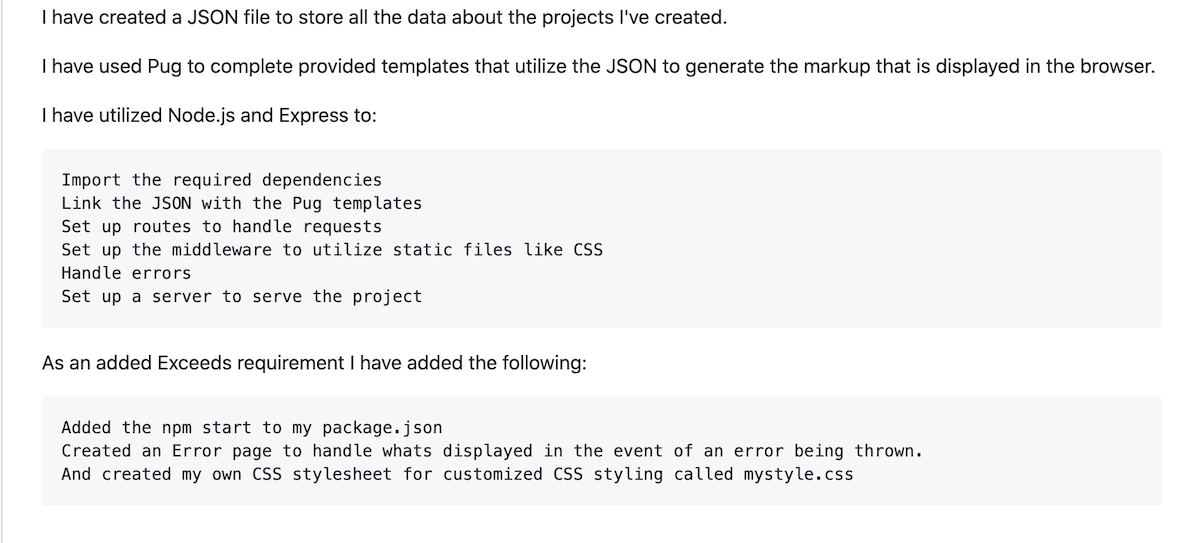 I have created a JSON file to store all the data about the projects I've created.
I have used Pug to complete provided templates that utilize the JSON to generate the markup that is displayed in the browser.
I have utilized Node.js and Express to:
Import the required dependencies
Link the JSON with the Pug templates
Set up routes to handle requests
Set up the middleware to utilize static files like CSS
Handle errors
Set up a server to serve the project
As an added Exceeds requirement I have added the following:
Added the npm start to my package.json
Created an Error page to handle whats displayed in the event of an error being thrown.
And created my own CSS stylesheet for customized CSS styling called mystyle.css